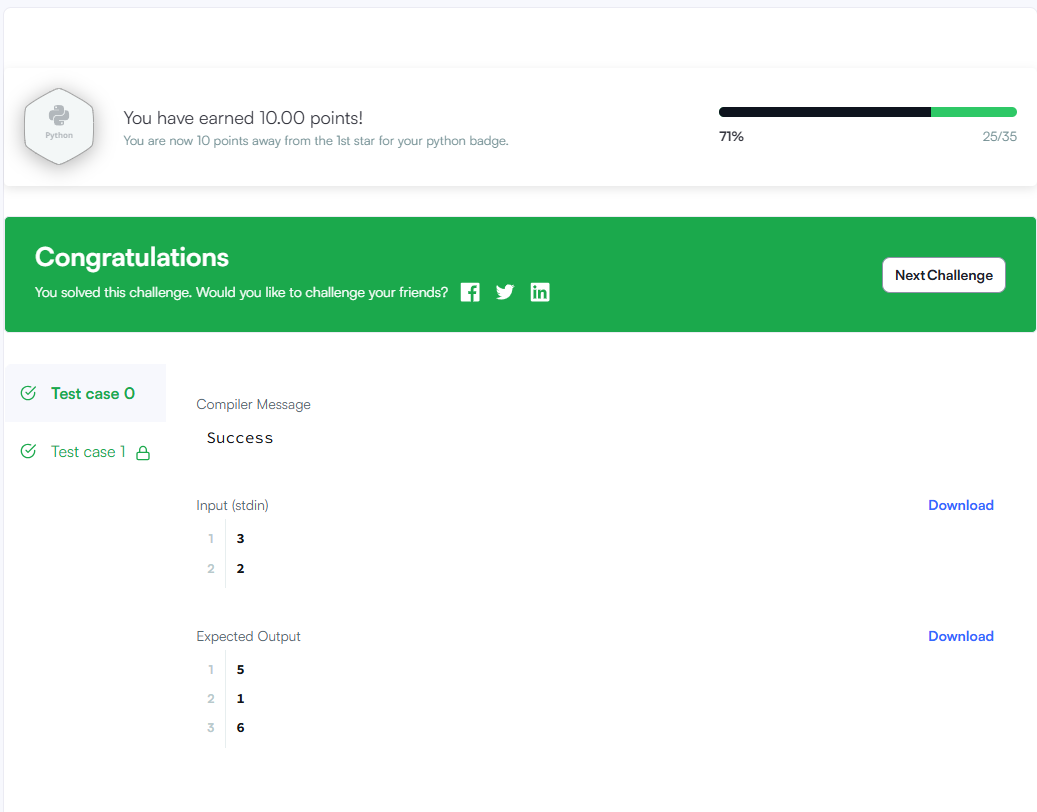 Python
You have earned 10.00 points!
You are now 10 points away from the 1st star for your python badge.
71%
25/35
Congratulations
You solved this challenge. Would you like to challenge your friends?
Next Challenge
Test case 0
Test case 1
Compiler Message
Success
Input (stdin)
Download
1 3
2 2
Expected Output
Download
1 5
2 1
3 6